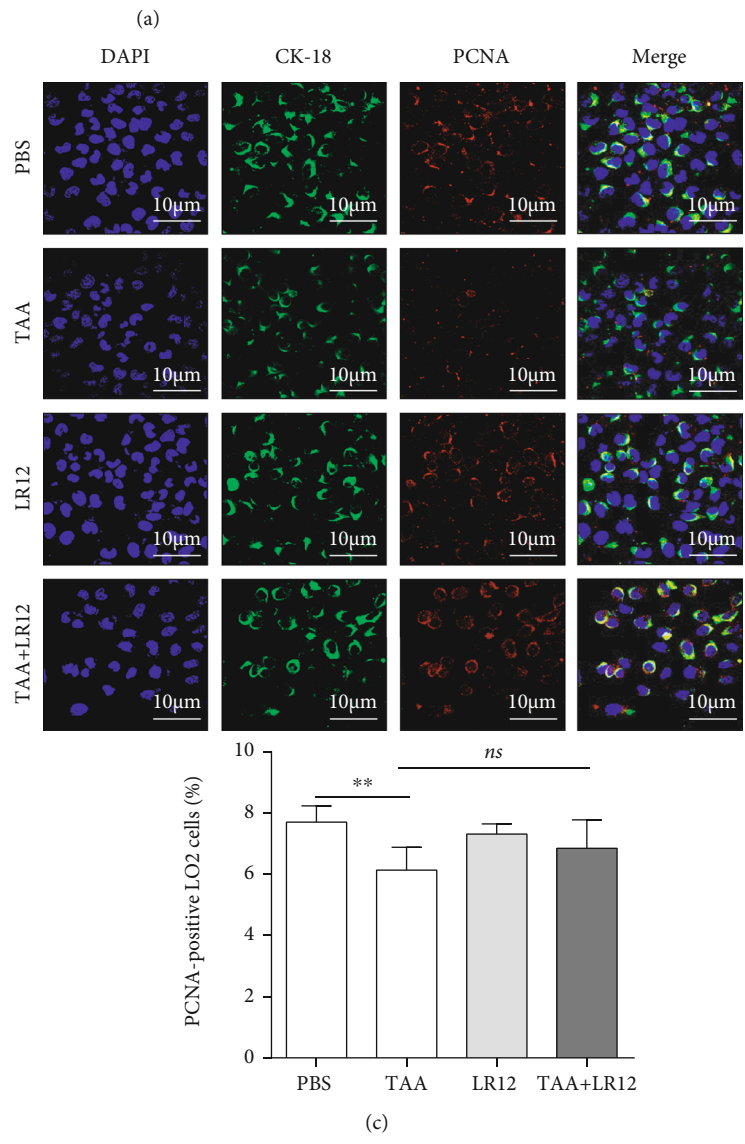 (a)
DAPI CK-18 PCNA Merge
PBS
10μm 10μm 10μm 10μm
TAA
10μm 10μm 10μm 10μm
LR12
10μm 10μm 10μm 10μm
TAA+LR12
10μm 10μm 10μm 10μm
PCNA-positive LO2 cells (%)
10
8
6
4
2
0
**
ns
PBS TAA LR12 TAA+LR12
(c)